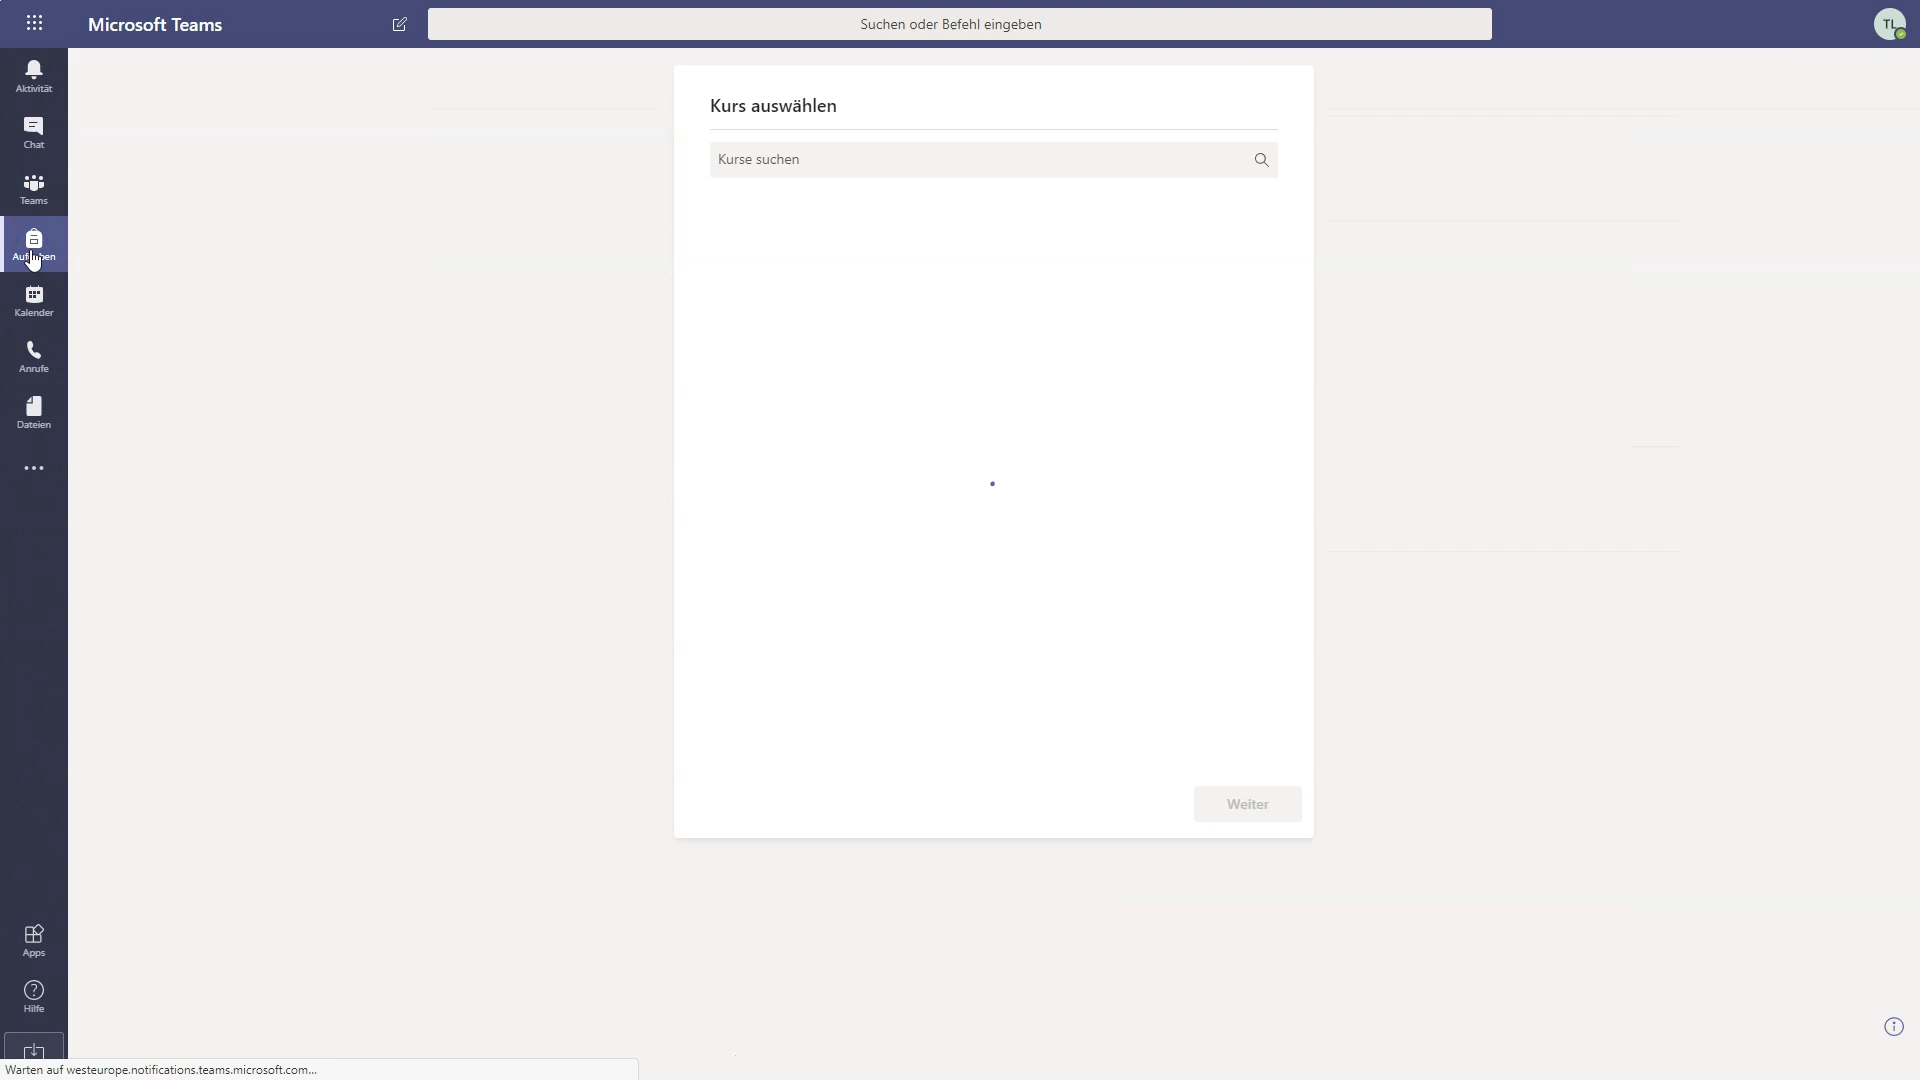 Microsoft Teams
Suchen oder Befehl eingeben
TL
Aktivität
Chat
Teams
Kalender
Anrufe
Dateien
Apps
Hilfe
Kurs auswählen
Kurse suchen
Weiter
Warten auf westeurope.notifications.teams.microsoft.com...